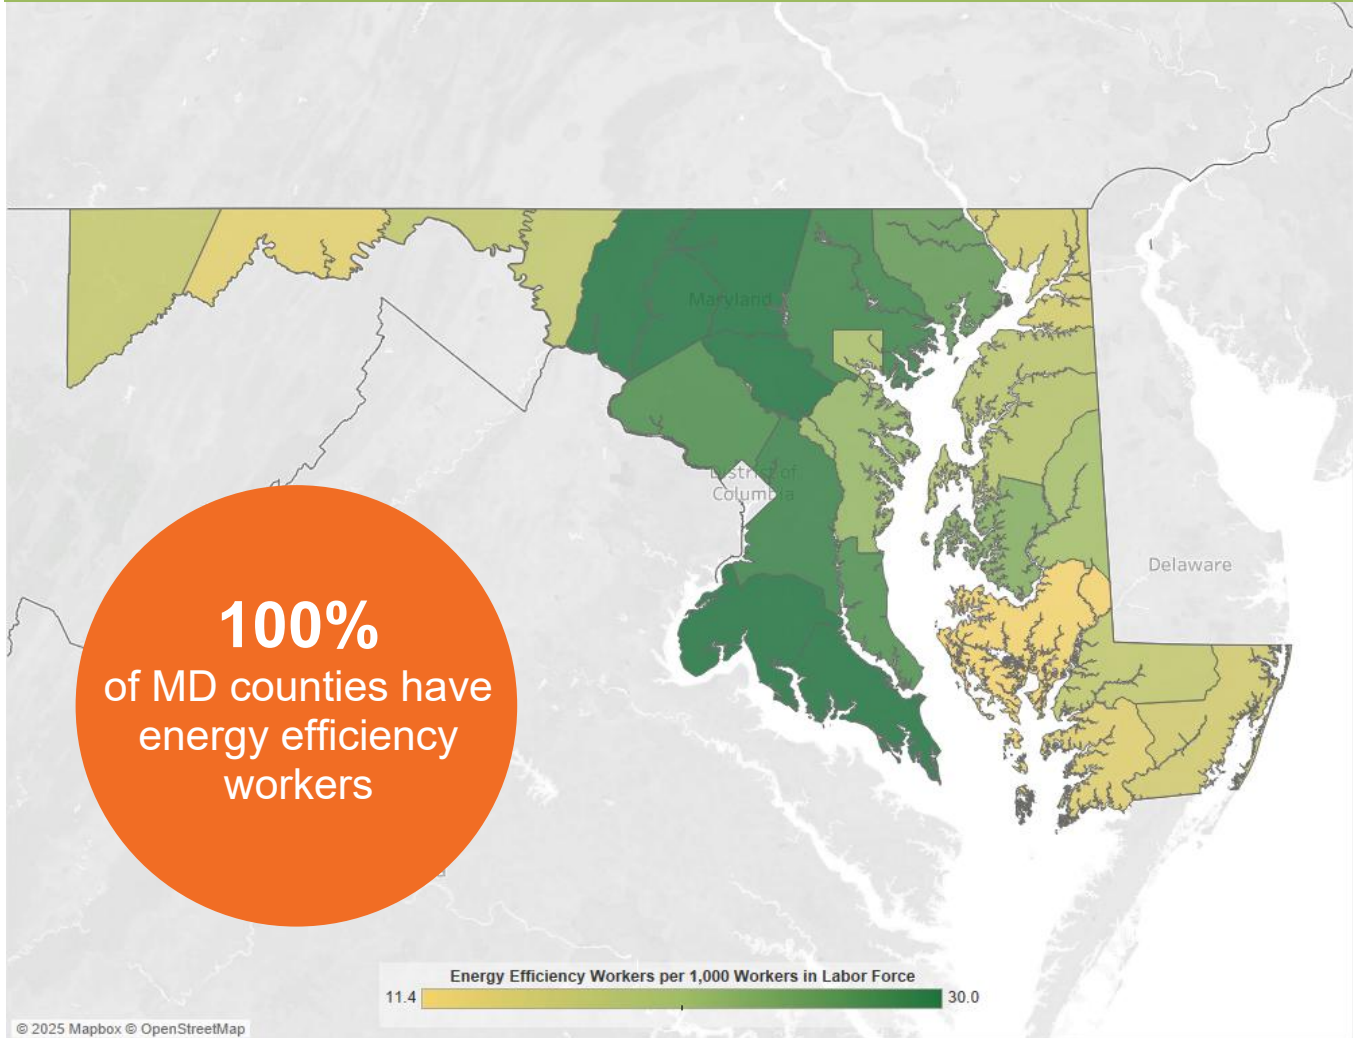 Maryland
District of
Columbia
Delaware
100%
of MD counties have
energy efficiency
workers
Energy Efficiency Workers per 1,000 Workers in Labor Force
11.4
30.0
© 2025 Mapbox © OpenStreetMap